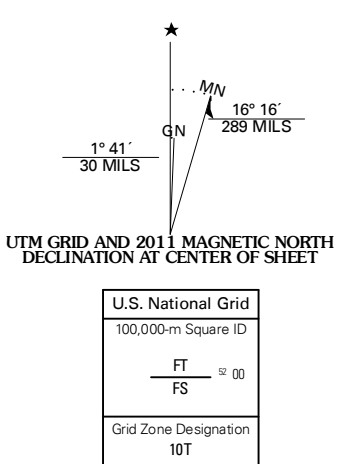 ★
MN
GN
16° 16´
289 MILS
1° 41´
30 MILS
UTM GRID AND 2011 MAGNETIC NORTH
DECLINATION AT CENTER OF SHEET
U.S. National Grid
100,000-m Square ID
FT
52 00
FS
Grid Zone Designation
10T